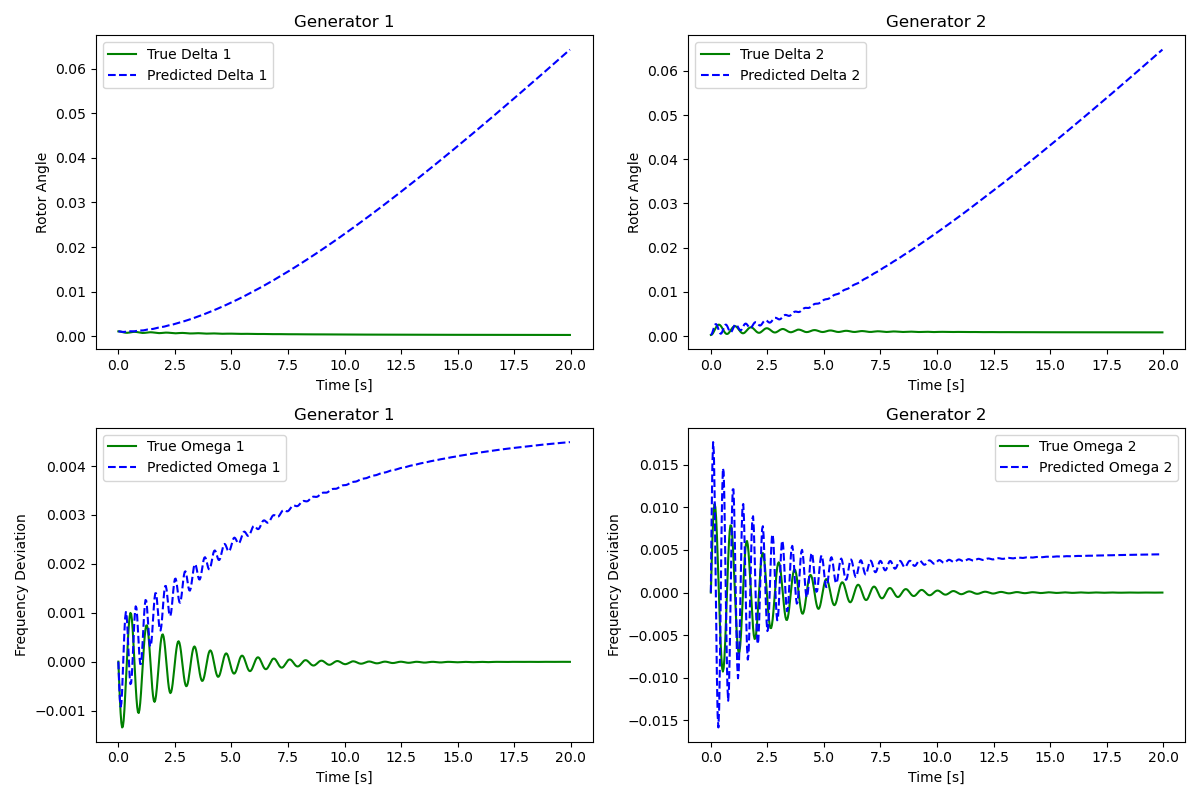 Generator 1
True Delta 1
Predicted Delta 1
0.06
0.05
0.04
0.03
0.02
0.01
0.00
Rotor Angle
0.0 2.5 5.0 7.5 10.0 12.5 15.0 17.5 20.0
Time [s]
Generator 2
True Delta 2
Predicted Delta 2
0.06
0.05
0.04
0.03
0.02
0.01
0.00
Rotor Angle
0.0 2.5 5.0 7.5 10.0 12.5 15.0 17.5 20.0
Time [s]
Generator 1
True Omega 1
Predicted Omega 1
0.004
0.003
0.002
0.001
0.000
−0.001
Frequency Deviation
0.0 2.5 5.0 7.5 10.0 12.5 15.0 17.5 20.0
Time [s]
Generator 2
True Omega 2
Predicted Omega 2
0.015
0.010
0.005
0.000
−0.005
−0.010
−0.015
Frequency Deviation
0.0 2.5 5.0 7.5 10.0 12.5 15.0 17.5 20.0
Time [s]